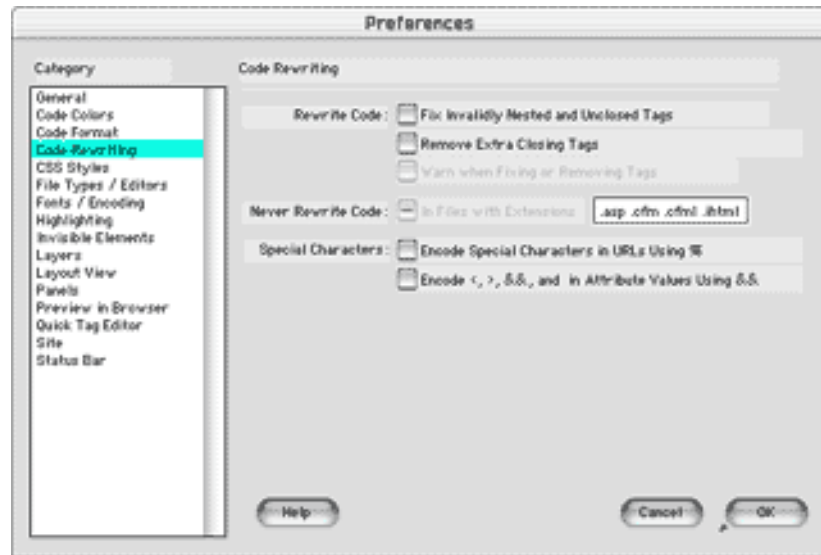 Preferences
Category
General
Code Colors
Code Format
Code Rewriting
CSS Styles
File Types / Editors
Fonts / Encoding
Highlighting
Invisible Elements
Layers
Layout View
Panels
Preview in Browser
Quick Tag Editor
Site
Status Bar
Code Rewriting
Rewrite Code: Fix Invalidly Nested and Unclosed Tags
Remove Extra Closing Tags
Warn when Fixing or Removing Tags
Never Rewrite Code: In Files with Extensions .asp .cfm .cfml .ihtml
Special Characters: Encode Special Characters in URLs Using %
Encode <, >, &&, and in Attribute Values Using &&
Help
Cancel
OK